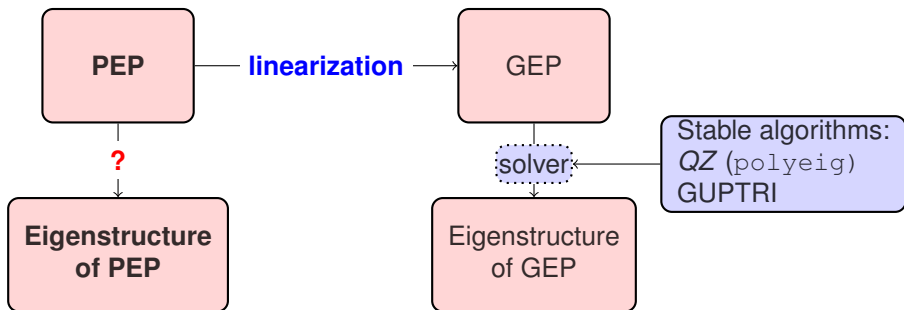 PEP
linearization
GEP
?
solver
Stable algorithms:
QZ (polyeig)
GUPTRI
Eigenstructure
of PEP
Eigenstructure
of GEP